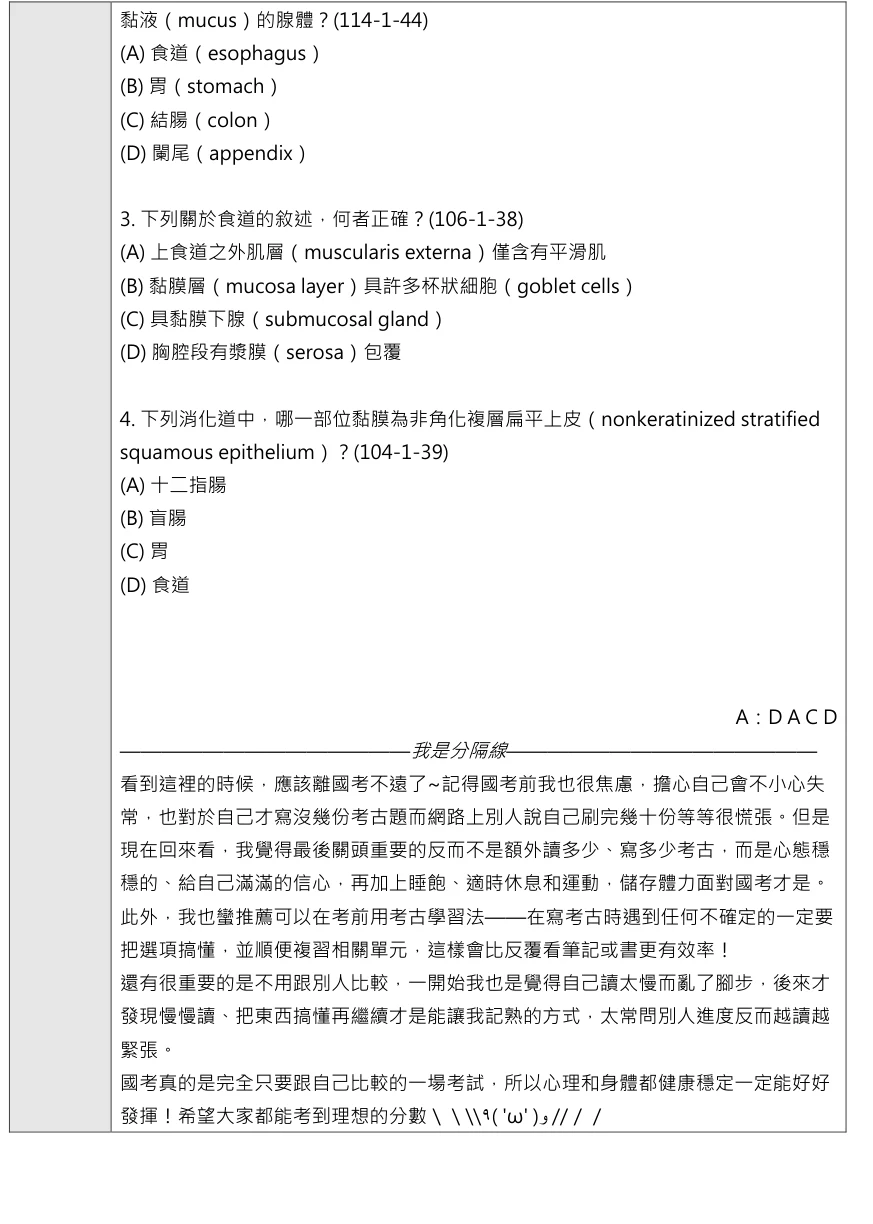 黏液（mucus）的腺體？(114-1-44)
(A) 食道（esophagus）
(B) 胃（stomach）
(C) 結腸（colon）
(D) 闌尾（appendix）
3. 下列關於食道的敘述，何者正確？(106-1-38)
(A) 上食道之外肌層（muscularis externa）僅含有平滑肌
(B) 黏膜層（mucosa layer）具許多杯狀細胞（goblet cells）
(C) 具黏膜下腺（submucosal gland）
(D) 胸腔段有漿膜（serosa）包覆
4. 下列消化道中，哪一部位黏膜為非角化複層扁平上皮（nonkeratinized stratified
squamous epithelium）？(104-1-39)
(A) 十二指腸
(B) 盲腸
(C) 胃
(D) 食道
A：D A C D
——————————————我是分隔線———————————————
看到這裡的時候，應該離國考不遠了~記得國考前我也很焦慮，擔心自己會不小心失
常，也對於自己才寫沒幾份考古題而網路上別人說自己刷完幾十份等等很慌張。但是
現在回來看，我覺得最後關頭重要的反而不是額外讀多少、寫多少考古，而是心態穩
穩的、給自己滿滿的信心，再加上睡飽、適時休息和運動，儲存體力面對國考才是。
此外，我也蠻推薦可以在考前用考古學習法——在寫考古時遇到任何不確定的一定要
把選項搞懂，並順便複習相關單元，這樣會比反覆看筆記或書更有效率！
還有很重要的是不用跟別人比較，一開始我也是覺得自己讀太慢而亂了腳步，後來才
發現慢慢讀、把東西搞懂再繼續才是能讓我記熟的方式，太常問別人進度反而越讀越
緊張。
國考真的是完全只要跟自己比較的一場考試，所以心理和身體都健康穩定一定能好好
發揮！希望大家都能考到理想的分數 \ \ \\٩( 'ω' )و // / /